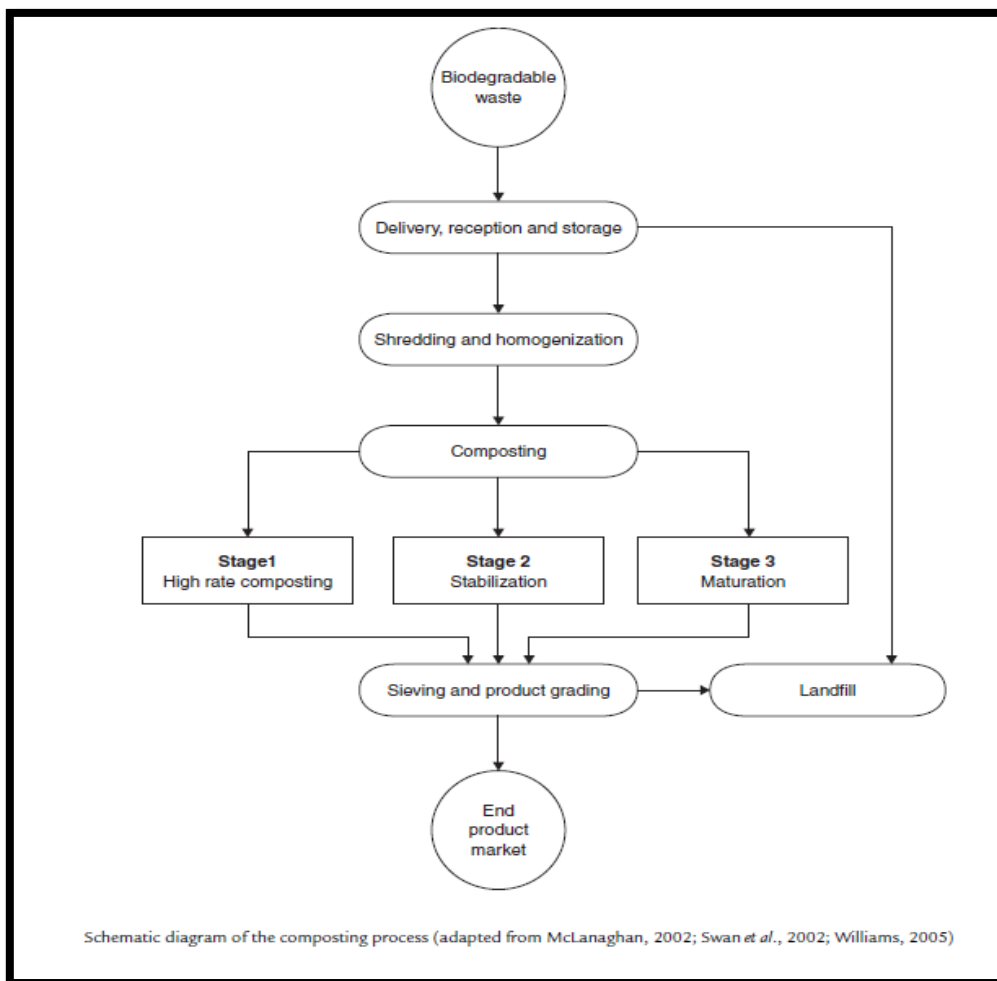 Biodegradable
waste
Delivery, reception and storage
Shredding and homogenization
Composting
Stage1
High rate composting
Stage 2
Stabilization
Stage 3
Maturation
Sieving and product grading
Landfill
End
product
market
Schematic diagram of the composting process (adapted from McLanaghan, 2002; Swan et al., 2002; Williams, 2005)